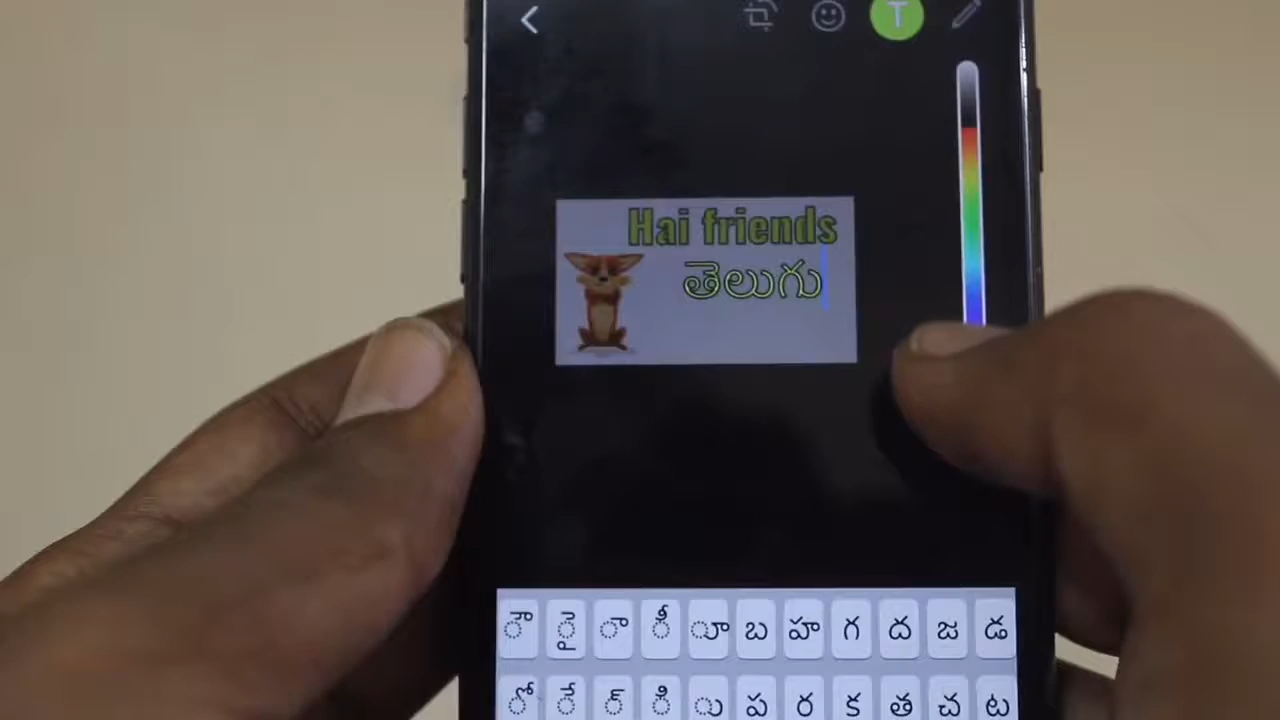 T
Hai friends
తెలుగు
ౌ ై ా ీ ూ బ హ గ ద జ డ
ో ే ్ ి ు ప ర క త చ ట